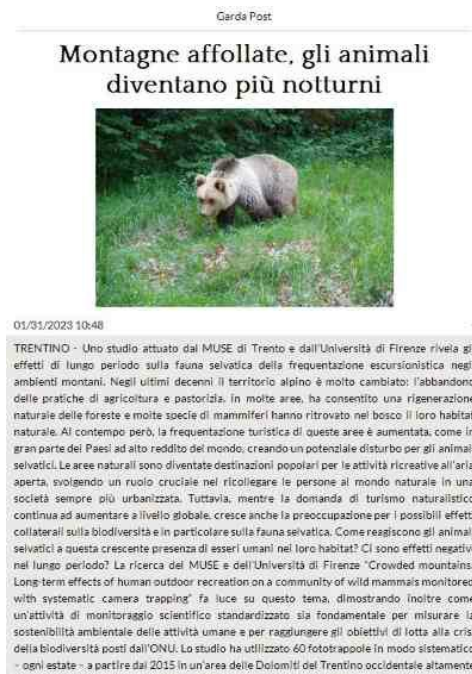 Garda Post
Montagne affollate, gli animali
diventano più notturni
01/31/2023 10:48
TRENTINO - Uno studio attuato dal MUSE di Trento e dall'Università di Firenze rivela gl
effetti di lungo periodo sulla fauna selvatica della frequentazione escursionistica negl
ambienti montani. Negli ultimi decenni il territorio alpino è molto cambiato: l'abbandono
delle pratiche di agricoltura e pastorizia, in molte aree, ha consentito una rigenerazione
naturale delle foreste e molte specie di mammiferi hanno ritrovato nel bosco il loro habitat
naturale. Al contempo però, la frequentazione turistica di queste aree è aumentata, come in
gran parte dei Paesi ad alto reddito del mondo, creando un potenziale disturbo per gli animal
selvatici. Le aree naturali sono diventate destinazioni popolari per le attività ricreative all'aria
aperta, svolgendo un ruolo cruciale nel ricollegare le persone al mondo naturale in una
società sempre più urbanizzata. Tuttavia, mentre la domanda di turismo naturalistico
continua ad aumentare a livello globale, cresce anche la preoccupazione per i possibili effett
collaterali sulla biodiversità e in particolare sulla fauna selvatica. Come reagiscono gli animal
selvatici a questa crescente presenza di esseri umani nel loro habitat? Ci sono effetti negativ
nel lungo periodo? La ricerca del MUSE e dell'Università di Firenze "Crowded mountains
Long-term effects of human outdoor recreation on a community of wild mammals monitored
with systematic camera trapping" fa luce su questo tema, dimostrando inoltre come
un'attività di monitoraggio scientifico standardizzato sia fondamentale per misurare la
sostenibilità ambientale delle attività umane e per raggiungere gli obiettivi di lotta alla cris
della biodiversità posti dall'ONU. Lo studio ha utilizzato 60 fototrappole in modo sistematico
- ogni estate - a partire dal 2015 in un'area delle Dolomiti del Trentino occidentale altamente